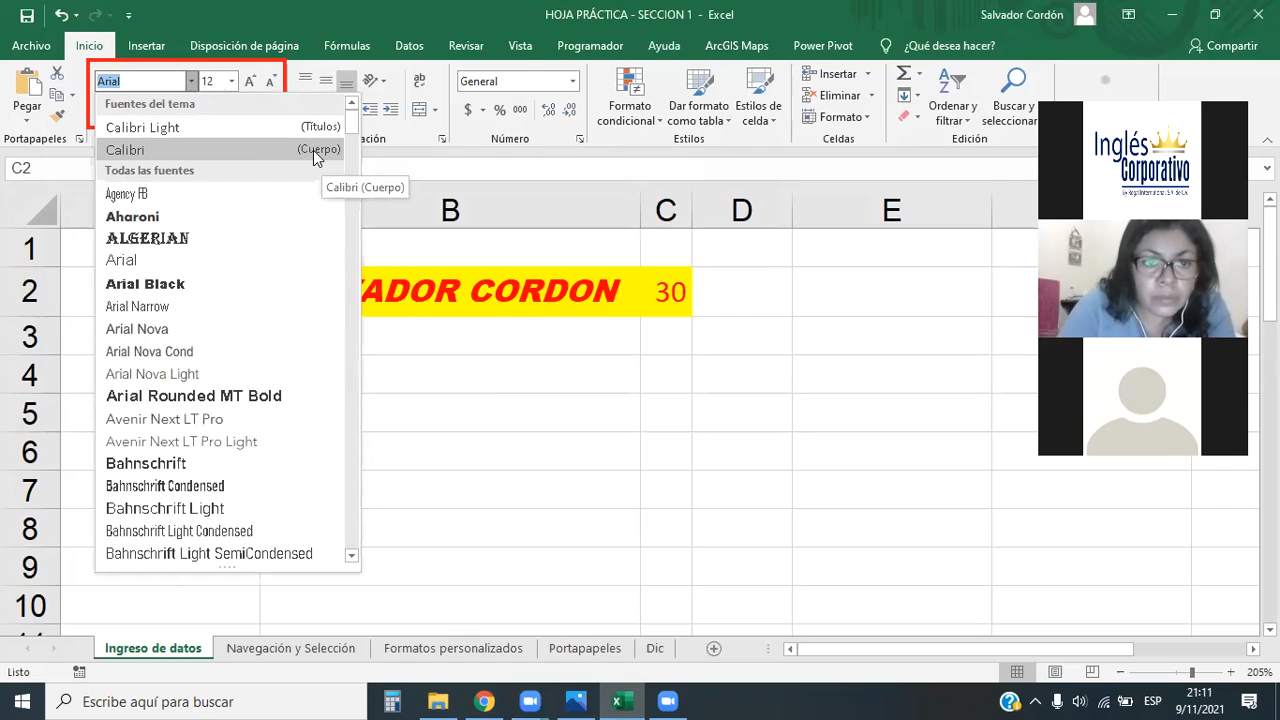 HOJA PRÁCTICA - SECCION 1 - Excel
Salvador Cordón
Archivo Inicio Insertar Disposición de página Fórmulas Datos Revisar Vista Programador Ayuda ArcGIS Maps Power Pivot ¿Qué desea hacer? Compartir
Arial 12
General
Pegar
Formato condicional
Dar formato como tabla
Estilos de celda
Insertar
Eliminar
Formato
Ordenar y filtrar
Buscar y seleccionar
Portapapeles
Número
Estilos
Celdas
C2
Fuentes del tema
Calibri Light (Títulos)
Calibri (Cuerpo)
Calibri (Cuerpo)
Todas las fuentes
Agency FB
Aharoni
ALGERIAN
Arial
Arial Black
Arial Narrow
Arial Nova
Arial Nova Cond
Arial Nova Light
Arial Rounded MT Bold
Avenir Next LT Pro
Avenir Next LT Pro Light
Bahnschrift
Bahnschrift Condensed
Bahnschrift Light
Bahnschrift Light Condensed
Bahnschrift Light SemiCondensed
B C D E
1
2 VADOR CORDON 30
3
4
5
6
7
8
9
10
Inglés
Corporativo
Ingreso de datos Navegación y Selección Formatos personalizados Portapapeles Dic
Listo
205%
Escribe aquí para buscar
ESP
21:11
9/11/2021